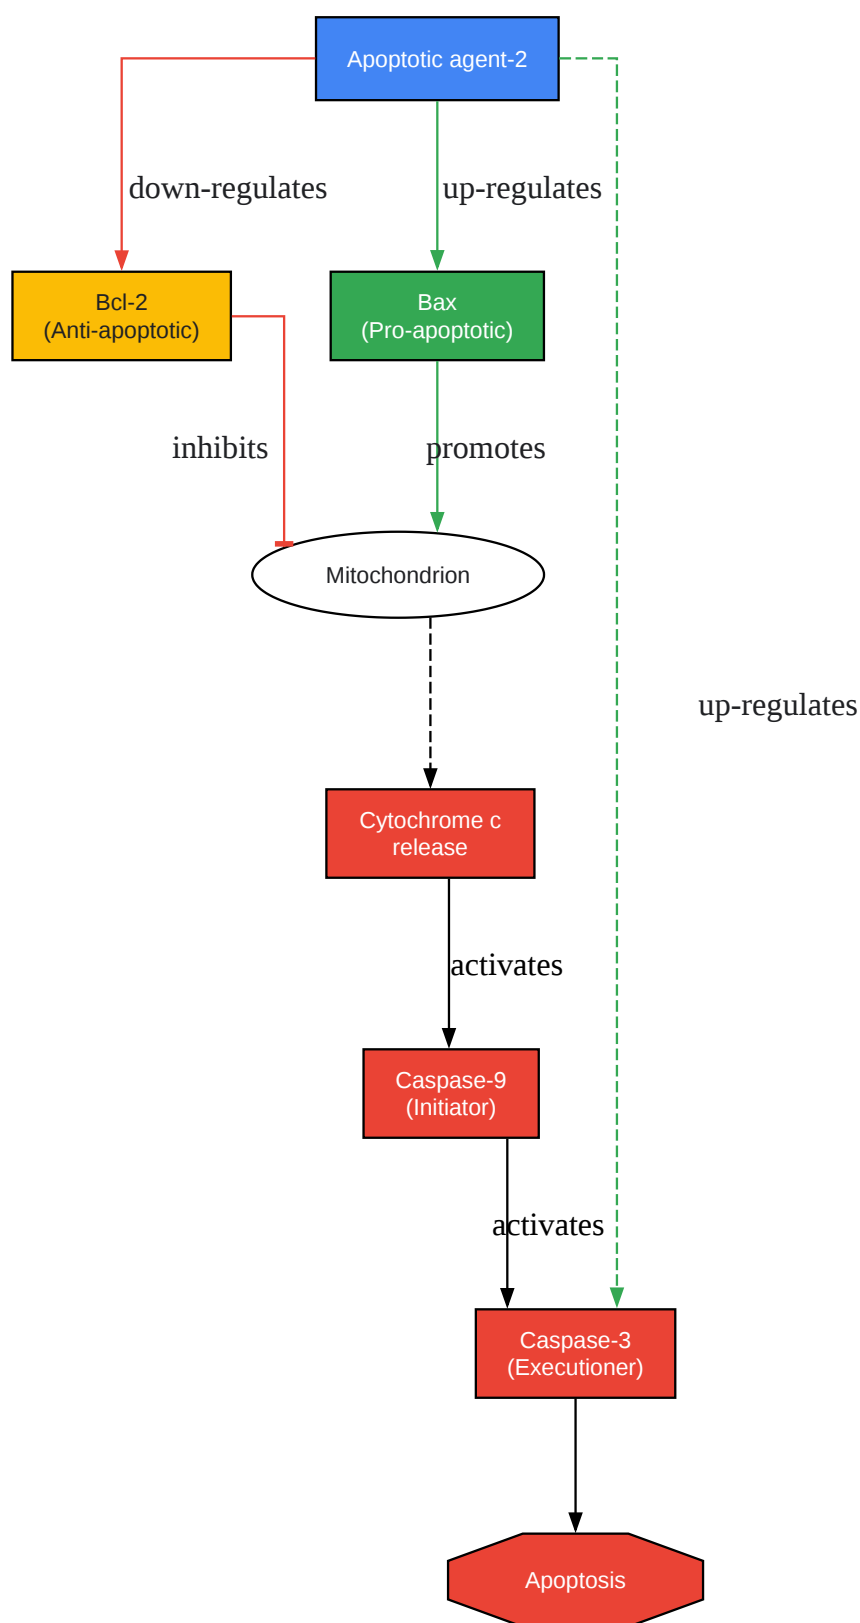 Apoptotic agent-2
down-regulates
up-regulates
Bcl-2
(Anti-apoptotic)
Bax
(Pro-apoptotic)
inhibits
promotes
Mitochondrion
up-regulates
Cytochrome c
release
activates
Caspase-9
(Initiator)
activates
Caspase-3
(Executioner)
Apoptosis